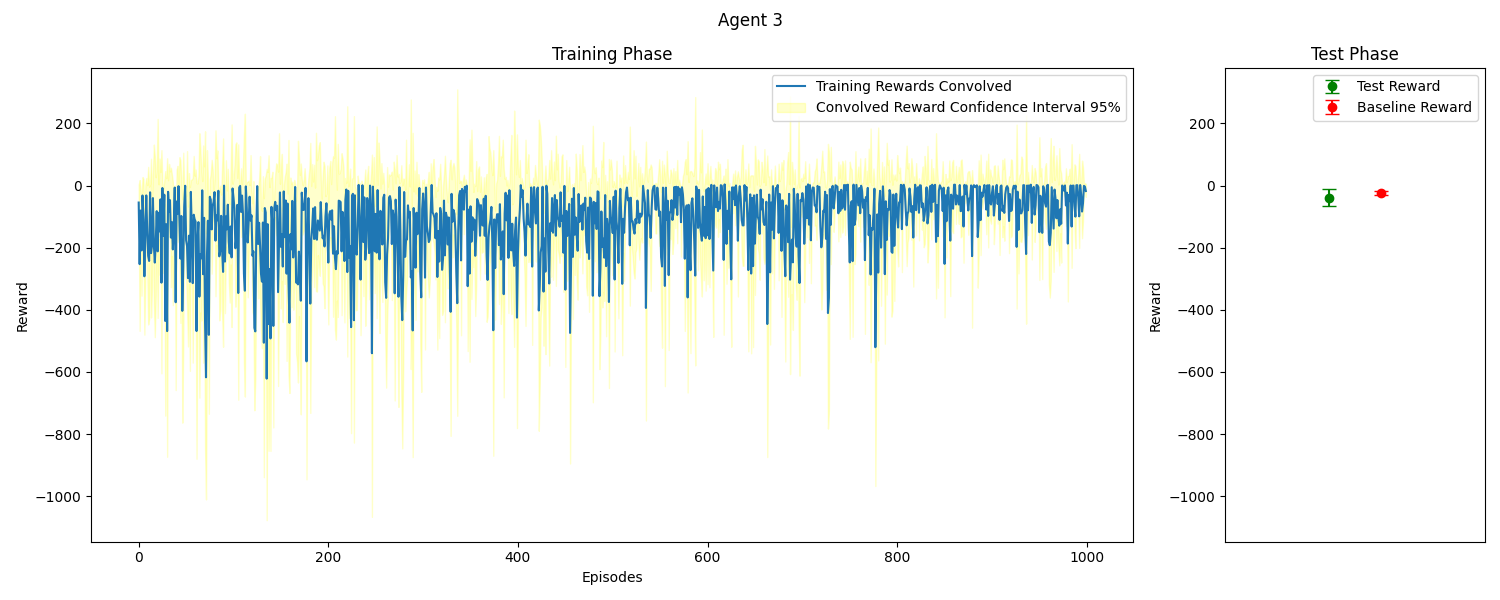 Agent 3
Training Phase
Training Rewards Convolved
Convolved Reward Confidence Interval 95%
200
0
−200
−400
−600
−800
−1000
Reward
0
200
400
600
800
1000
Episodes
Test Phase
Test Reward
Baseline Reward
200
0
−200
−400
−600
−800
−1000
Reward